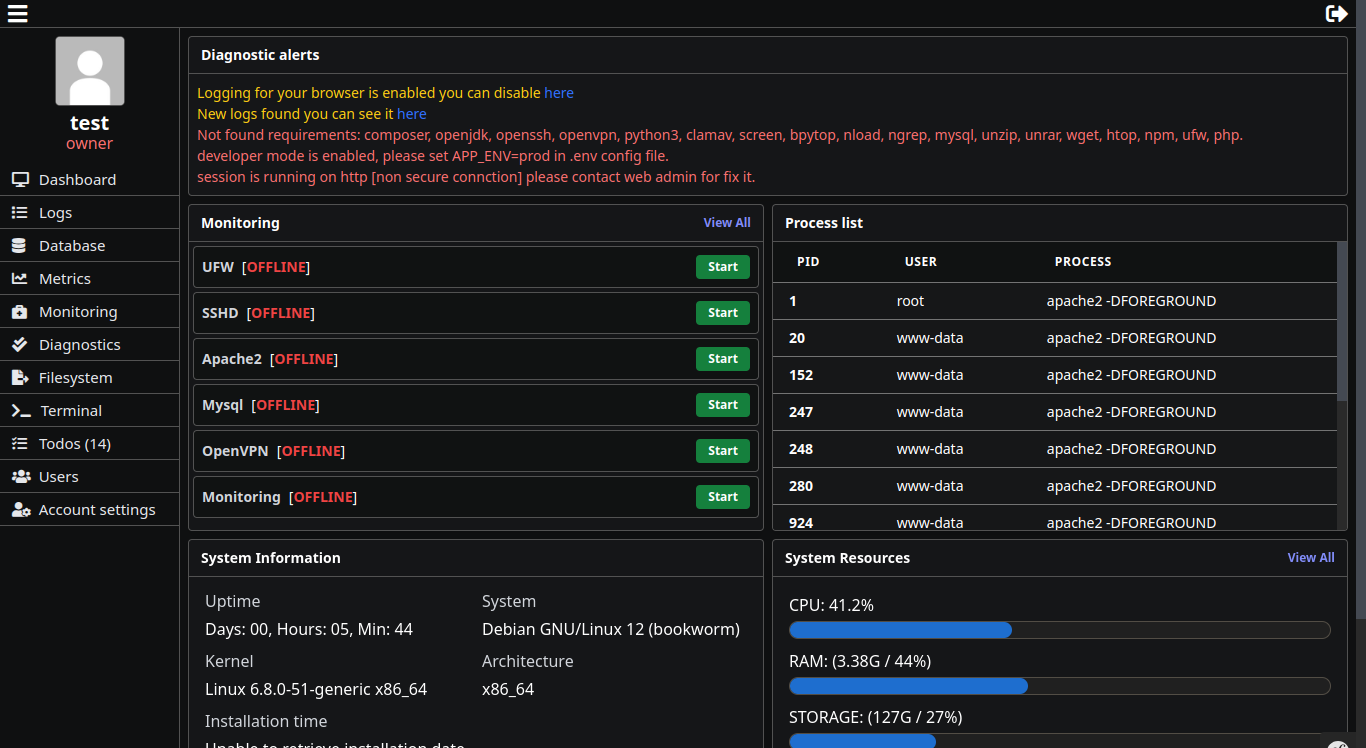 test
owner
Dashboard
Logs
Database
Metrics
Monitoring
Diagnostics
Filesystem
Terminal
Todos (14)
Users
Account settings
Diagnostic alerts
Logging for your browser is enabled you can disable here
New logs found you can see it here
Not found requirements: composer, openjdk, openssh, openvpn, python3, clamav, screen, bpytop, nload, ngrep, mysql, unzip, unrar, wget, htop, npm, ufw, php.
developer mode is enabled, please set APP_ENV=prod in .env config file.
session is running on http [non secure connction] please contact web admin for fix it.
Monitoring View All
UFW [OFFLINE] Start
SSHD [OFFLINE] Start
Apache2 [OFFLINE] Start
Mysql [OFFLINE] Start
OpenVPN [OFFLINE] Start
Monitoring [OFFLINE] Start
Process list
PID USER PROCESS
1 root apache2 -DFOREGROUND
20 www-data apache2 -DFOREGROUND
152 www-data apache2 -DFOREGROUND
247 www-data apache2 -DFOREGROUND
248 www-data apache2 -DFOREGROUND
280 www-data apache2 -DFOREGROUND
924 www-data apache2 -DFOREGROUND
System Information
Uptime System
Days: 00, Hours: 05, Min: 44 Debian GNU/Linux 12 (bookworm)
Kernel Architecture
Linux 6.8.0-51-generic x86_64 x86_64
Installation time
Unable to retrieve installation date
System Resources View All
CPU: 41.2%
RAM: (3.38G / 44%)
STORAGE: (127G / 27%)